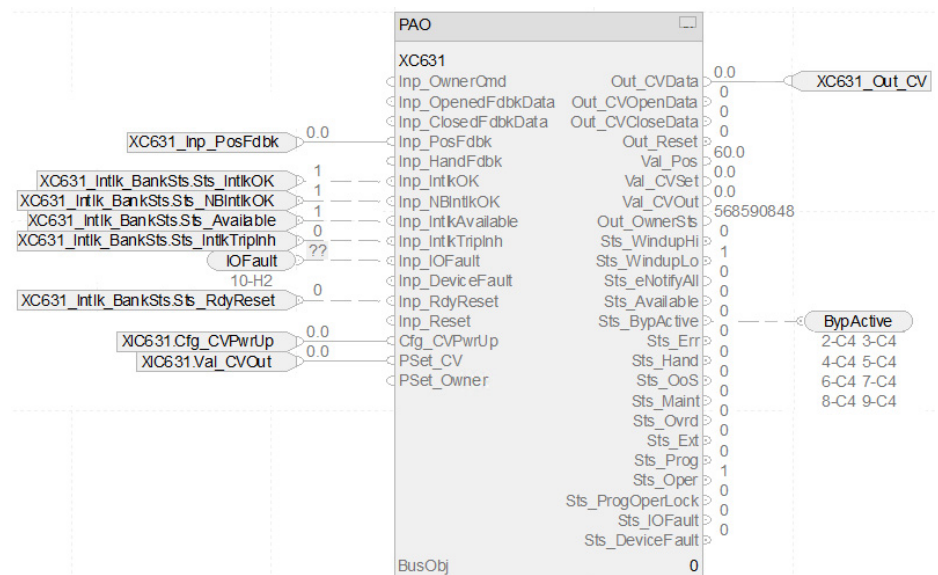 PAO
XC631
Inp_OwnerCmd Out_CVData 0.0 XC631_Out_CV
Inp_OpenedFdbkData Out_CVOpenData 0
Inp_ClosedFdbkData Out_CVCloseData 0
XC631_Inp_PosFdbk 0.0 Inp_PosFdbk Out_Reset 0
Inp_HandFdbk Val_Pos 60.0
XC631_Intlk_BankSts.Sts_IntlkOK 1 Inp_IntlkOK Val_CVSet 0.0
XC631_Intlk_BankSts.Sts_NBIntlkOK 1 Inp_NBIntlkOK Val_CVOut 0.0
XC631_Intlk_BankSts.Sts_Available 1 Inp_IntlkAvailable Out_OwnerSts 568590848
XC631_Intlk_BankSts.Sts_IntlkTripInh 0 Inp_IntlkTripInh Sts_WindupHi 0
IOFault ?? Inp_IOFault Sts_WindupLo 1
10-H2 Inp_DeviceFault Sts_eNotifyAll 0
XC631_Intlk_BankSts.Sts_RdyReset 0 Inp_RdyReset Sts_Available 0
Inp_Reset Sts_BypActive 0 BypActive
XIC631.Cfg_CVPwrUp 0.0 Cfg_CVPwrUp Sts_Err 0 2-C4 3-C4
XIC631.Val_CVOut 0.0 PSet_CV Sts_Hand 0 4-C4 5-C4
PSet_Owner Sts_OoS 0 6-C4 7-C4
Sts_Maint 0 8-C4 9-C4
Sts_Ovrd 0
Sts_Ext 0
Sts_Prog 0
Sts_Oper 1
Sts_ProgOperLock 0
Sts_IOFault 0
Sts_DeviceFault 0
BusObj 0